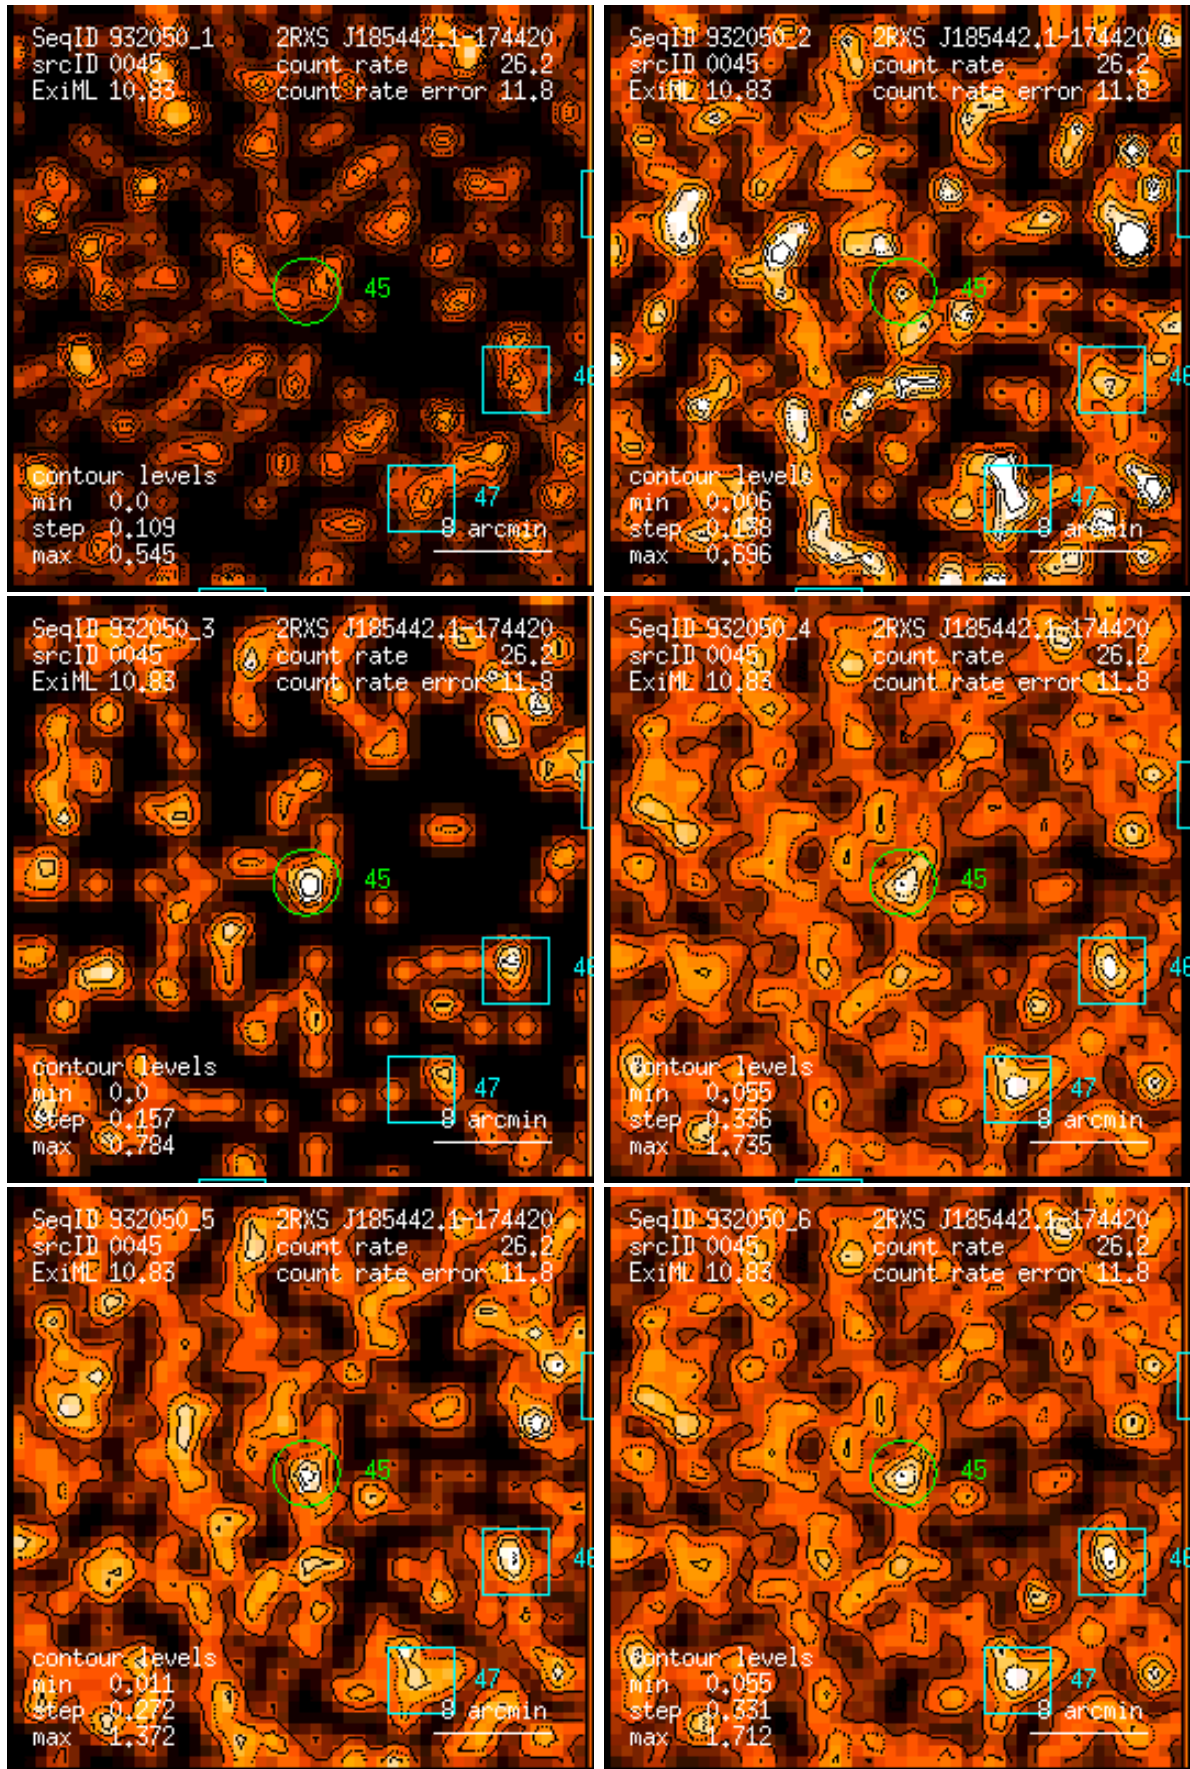 SeqID 932050_1 2RXS J185442.1-174420
srcID 0045 count rate 26.2
ExiML 10.83 count rate error 11.8
45
46
contour levels
min 0.0
47
step 0.109
8 arcmin
max 0.545
SeqID 932050_2 2RXS J185442.1-174420
srcID 0045 count rate 26.2
ExiML 10.83 count rate error 11.8
45
46
contour levels
min 0.006
47
step 0.138
8 arcmin
max 0.696
SeqID 932050_3 2RXS J185442.1-174420
srcID 0045 count rate 26.2
ExiML 10.83 count rate error 11.8
45
46
contour levels
min 0.0
47
step 0.157
8 arcmin
max 0.784
SeqID 932050_4 2RXS J185442.1-174420
srcID 0045 count rate 26.2
ExiML 10.83 count rate error 11.8
45
46
contour levels
min 0.055
47
step 0.336
8 arcmin
max 1.735
SeqID 932050_5 2RXS J185442.1-174420
srcID 0045 count rate 26.2
ExiML 10.83 count rate error 11.8
45
46
contour levels
min 0.011
47
step 0.272
8 arcmin
max 1.372
SeqID 932050_6 2RXS J185442.1-174420
srcID 0045 count rate 26.2
ExiML 10.83 count rate error 11.8
45
46
contour levels
min 0.055
47
step 0.331
8 arcmin
max 1.712